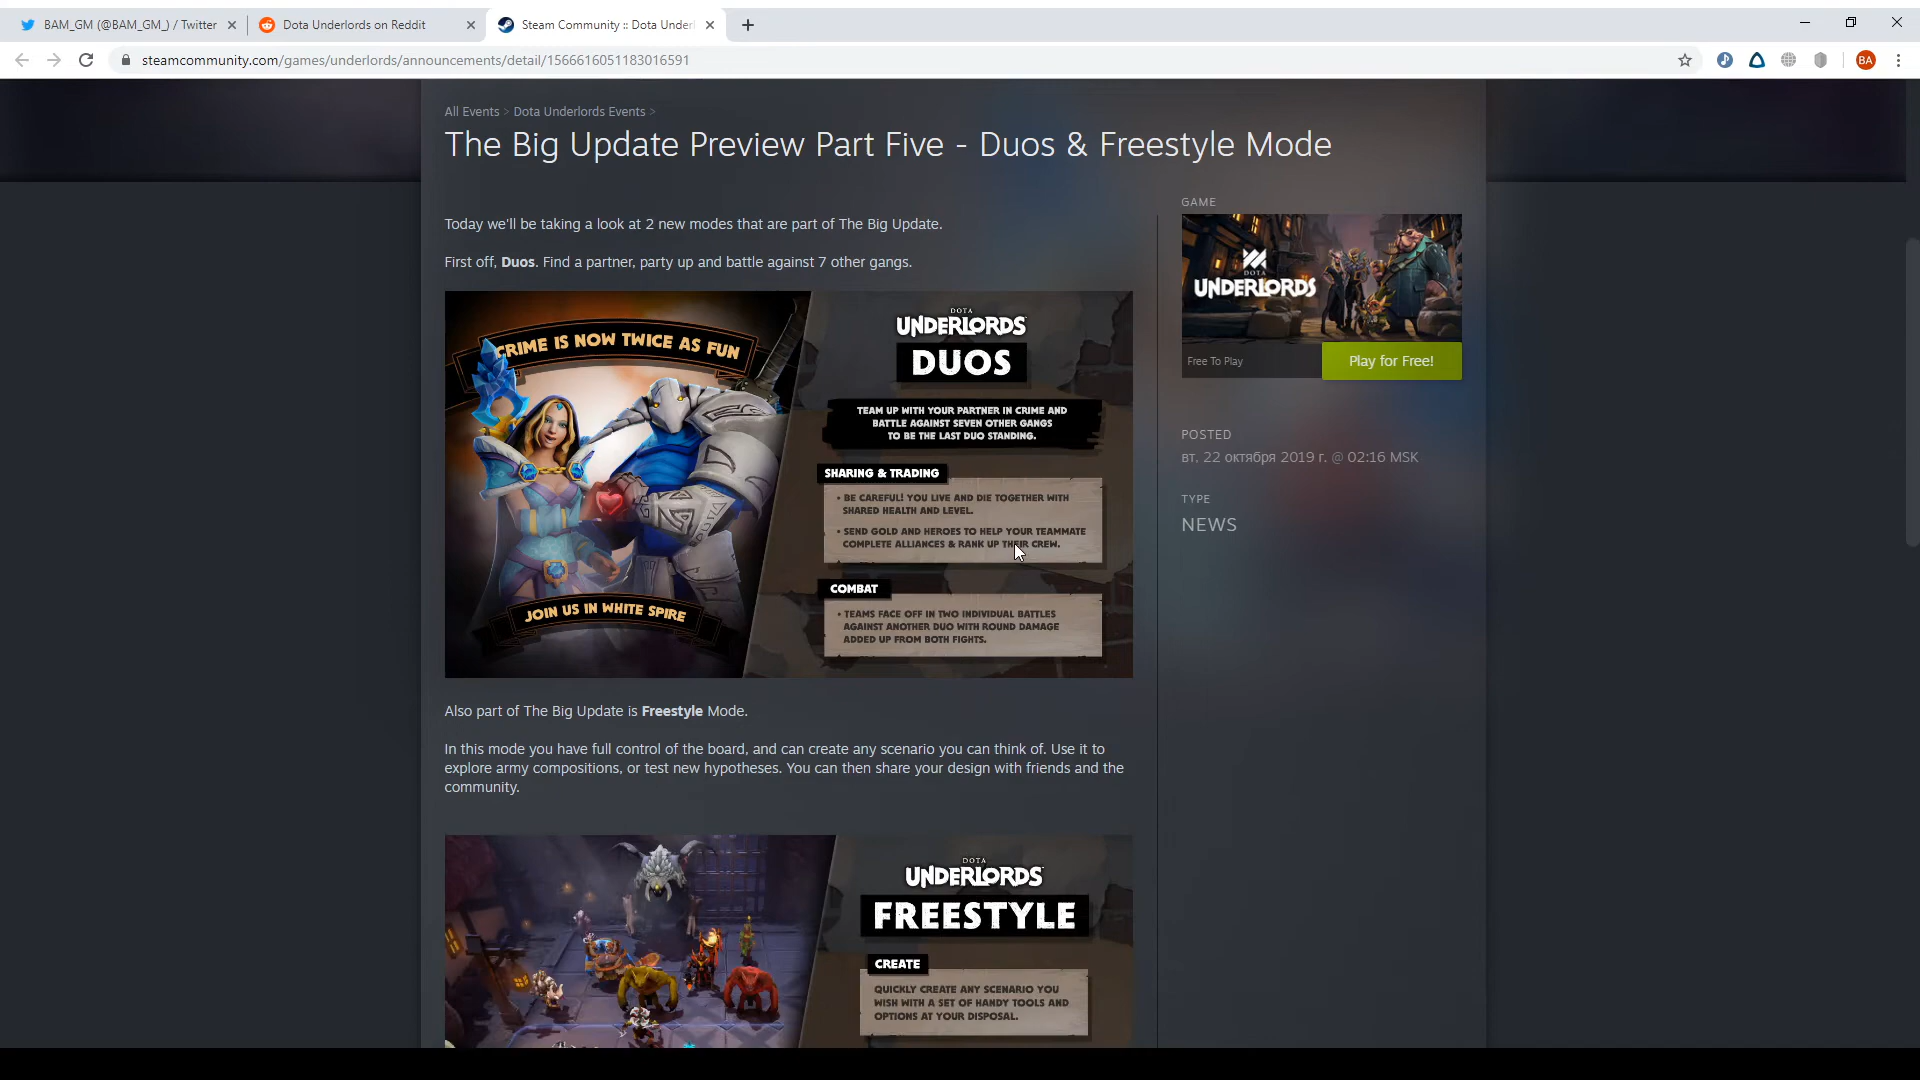 BAM_GM (@BAM_GM_) / Twitter
Dota Underlords on Reddit
Steam Community :: Dota Underl
steamcommunity.com/games/underlords/announcements/detail/1566616051183016591
BA
All Events > Dota Underlords Events >
The Big Update Preview Part Five - Duos & Freestyle Mode
Today we'll be taking a look at 2 new modes that are part of The Big Update.
First off, Duos. Find a partner, party up and battle against 7 other gangs.
CRIME IS NOW TWICE AS FUN
JOIN US IN WHITE SPIRE
DOTA
UNDERLORDS
DUOS
TEAM UP WITH YOUR PARTNER IN CRIME AND
BATTLE AGAINST SEVEN OTHER GANGS
TO BE THE LAST DUO STANDING.
SHARING & TRADING
• BE CAREFUL! YOU LIVE AND DIE TOGETHER WITH
SHARED HEALTH AND LEVEL.
• SEND GOLD AND HEROES TO HELP YOUR TEAMMATE
COMPLETE ALLIANCES & RANK UP THEIR CREW.
COMBAT
• TEAMS FACE OFF IN TWO INDIVIDUAL BATTLES
AGAINST ANOTHER DUO WITH ROUND DAMAGE
ADDED UP FROM BOTH FIGHTS.
Also part of The Big Update is Freestyle Mode.
In this mode you have full control of the board, and can create any scenario you can think of. Use it to
explore army compositions, or test new hypotheses. You can then share your design with friends and the
community.
DOTA
UNDERLORDS
FREESTYLE
CREATE
QUICKLY CREATE ANY SCENARIO YOU
WISH WITH A SET OF HANDY TOOLS AND
OPTIONS AT YOUR DISPOSAL.
GAME
DOTA
UNDERLORDS
Free To Play
Play for Free!
POSTED
вт. 22 октября 2019 г. @ 02:16 MSK
TYPE
NEWS